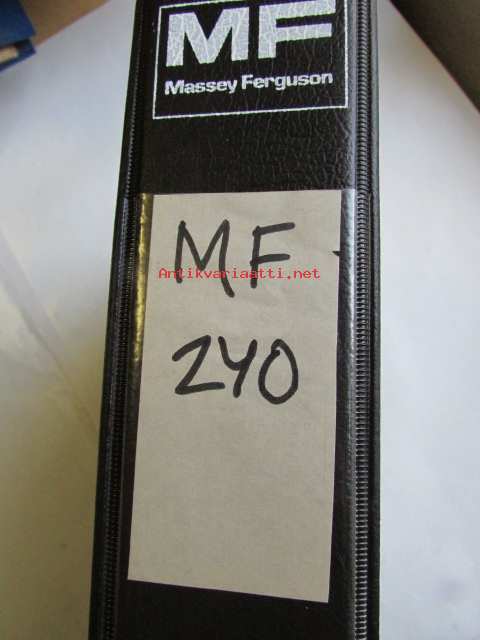 MF
Massey Ferguson
MF
Antikvariaatti.net
240